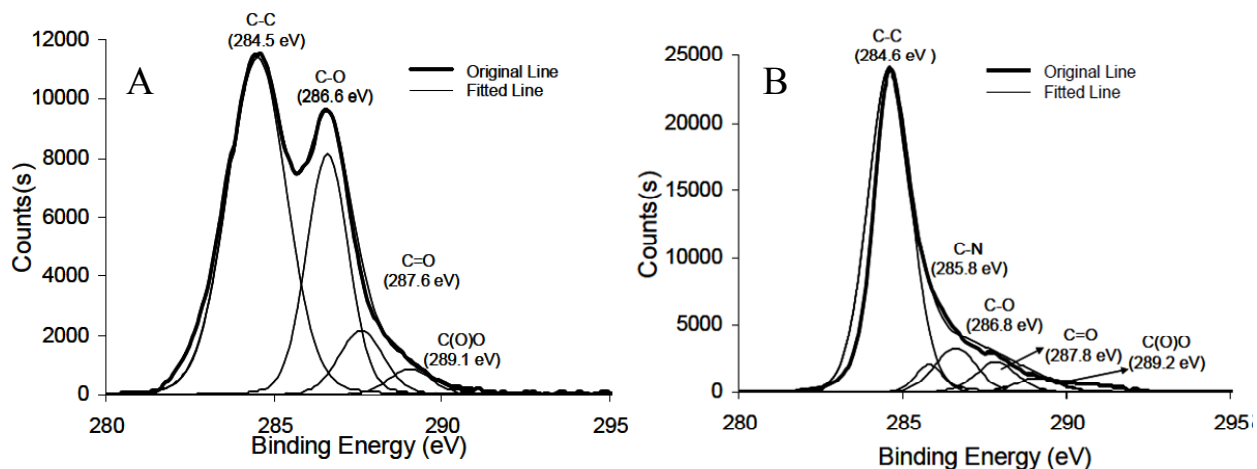 C-C
(284.5 eV)
A
C-O
(286.6 eV)
Original Line
Fitted Line
C=O
(287.6 eV)
C(O)O
(289.1 eV)
12000
10000
8000
6000
4000
2000
0
Counts(s)
280
285
290
295
Binding Energy (eV)
C-C
(284.6 eV )
B
Original Line
Fitted Line
C-N
(285.8 eV)
C-O
(286.8 eV)
C=O
(287.8 eV)
C(O)O
(289.2 eV)
25000
20000
15000
10000
5000
0
Counts(s)
280
285
290
295
Binding Energy (eV)